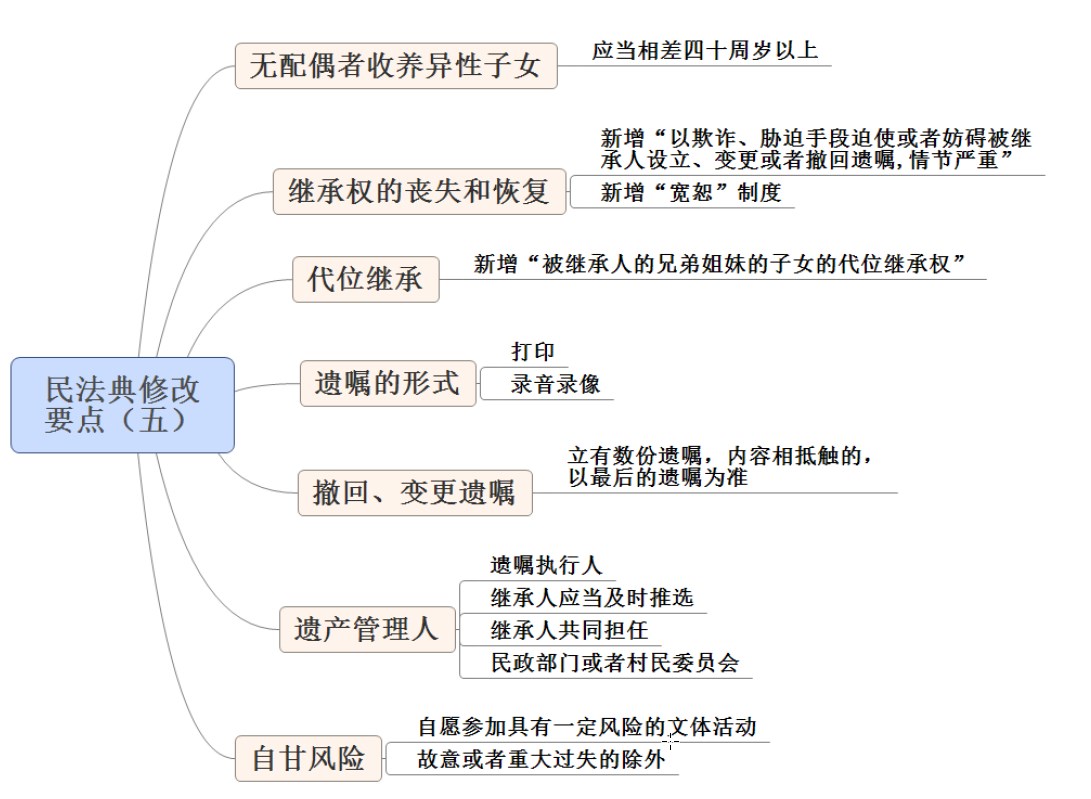 无配偶者收养异性子女
应当相差四十周岁以上
继承权的丧失和恢复
新增“以欺诈、胁迫手段迫使或者妨碍被继
承人设立、变更或者撤回遗嘱,情节严重”
新增“宽恕”制度
代位继承
新增“被继承人的兄弟姐妹的子女的代位继承权”
民法典修改
要点（五）
遗嘱的形式
打印
录音录像
撤回、变更遗嘱
立有数份遗嘱，内容相抵触的，
以最后的遗嘱为准
遗产管理人
遗嘱执行人
继承人应当及时推选
继承人共同担任
民政部门或者村民委员会
自甘风险
自愿参加具有一定风险的文体活动
故意或者重大过失的除外